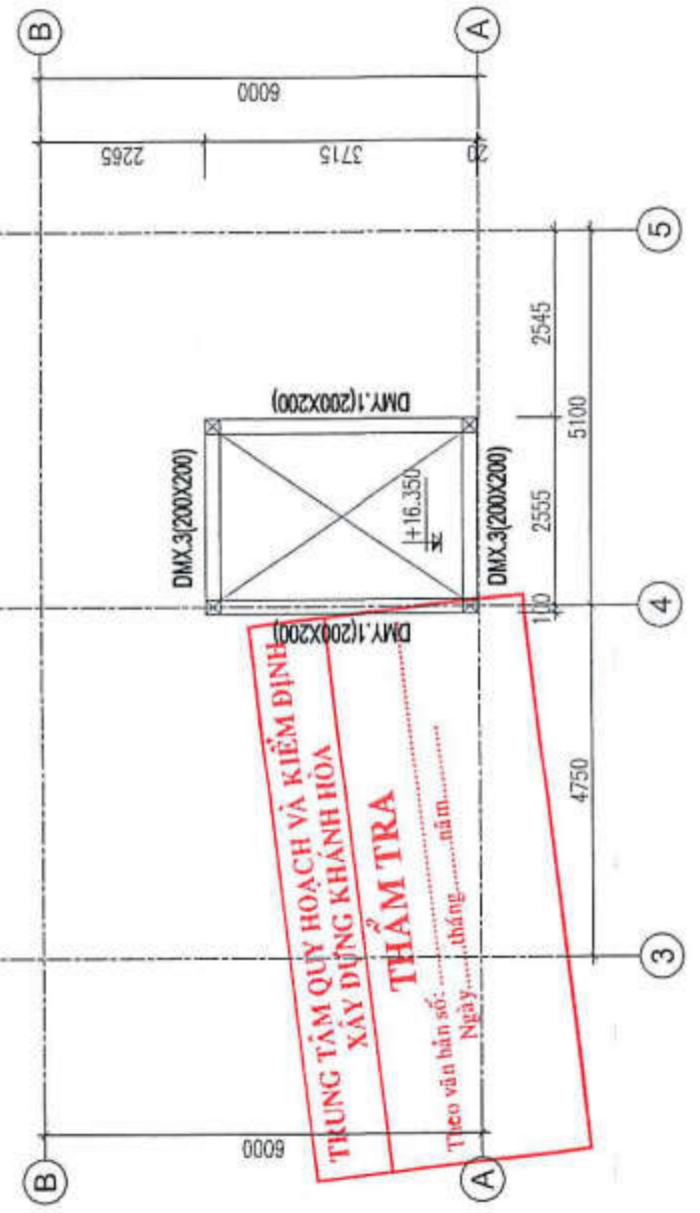 B
B
6000
2265
3715
20
6000
DMX.3(200X200)
DMY.1(200X200)
DMY.1(200X200)
+16.350
DMX.3(200X200)
A
A
100
2555
2545
4750
5100
3
4
5
TRUNG TÂM QUY HOẠCH VÀ KIỂM ĐỊNH
XÂY DỰNG KHÁNH HÒA
THẨM TRA
Theo văn bản số:....................
Ngày........tháng........năm............